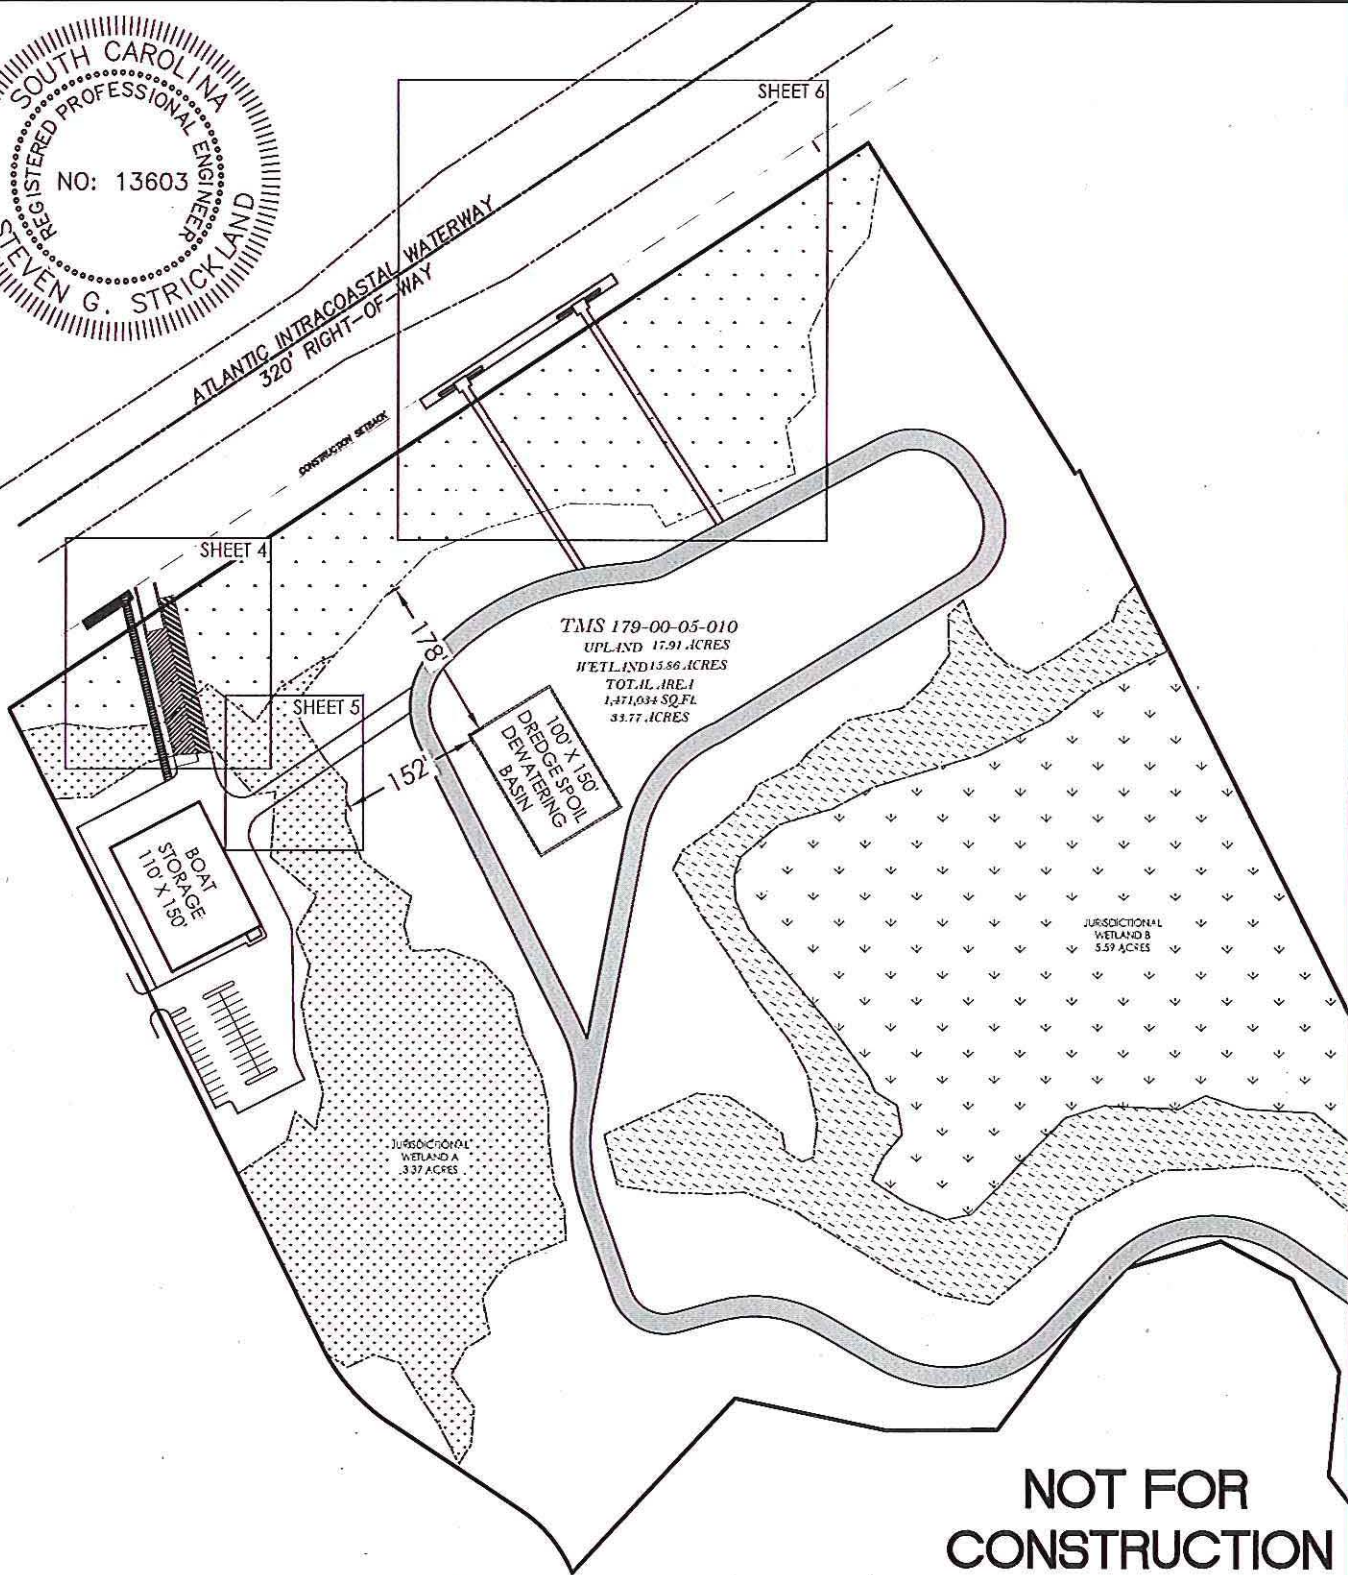 SOUTH CAROLINA
REGISTERED PROFESSIONAL ENGINEER
NO: 13603
STEVEN G. STRICKLAND
SHEET 6
ATLANTIC INTRACOASTAL WATERWAY
320' RIGHT-OF-WAY
CONSTRUCTION SETBACK
SHEET 4
178'
TMS 179-00-05-010
UPLAND 17.91 ACRES
WETLAND 15.86 ACRES
TOTAL AREA
1,471,034 SQ.FT.
33.77 ACRES
SHEET 5
152'
100' X 150'
DREDGE SPOIL
DEWATERING
BASIN
BOAT
STORAGE
110' X 150'
JURISDICTIONAL
WETLAND B
5.59 ACRES
JURISDICTIONAL
WETLAND A
3.37 ACRES
NOT FOR
CONSTRUCTION